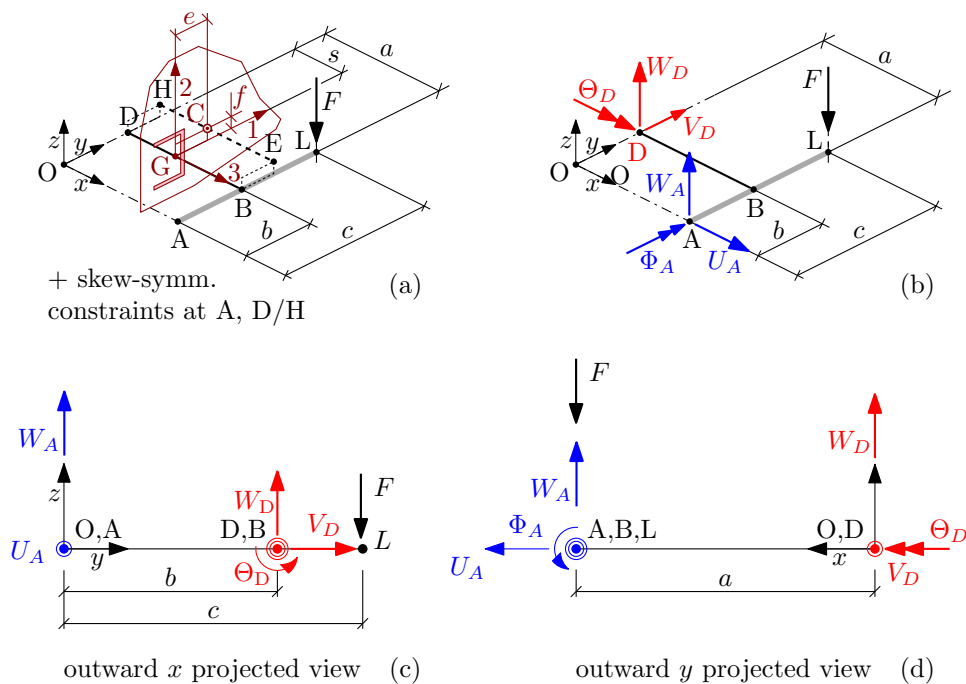 e
a
s
H
2
f
F
W_D
a
F
Θ_D
D
C
1
V_D
z
y
L
E
z
y
D
L
O
G
3
O
O
x
B
x
W_A
B
A
b
c
A
b
c
Φ_A
U_A
+ skew-symm.
(a)
(b)
constraints at A, D/H
F
W_A
W_D
z
W_D
F
W_A
O,A
D,B
V_D
Φ_A
A,B,L
O,D
Θ_D
U_A
y
Θ_D
L
U_A
x
V_D
b
a
c
outward x projected view
(c)
outward y projected view
(d)